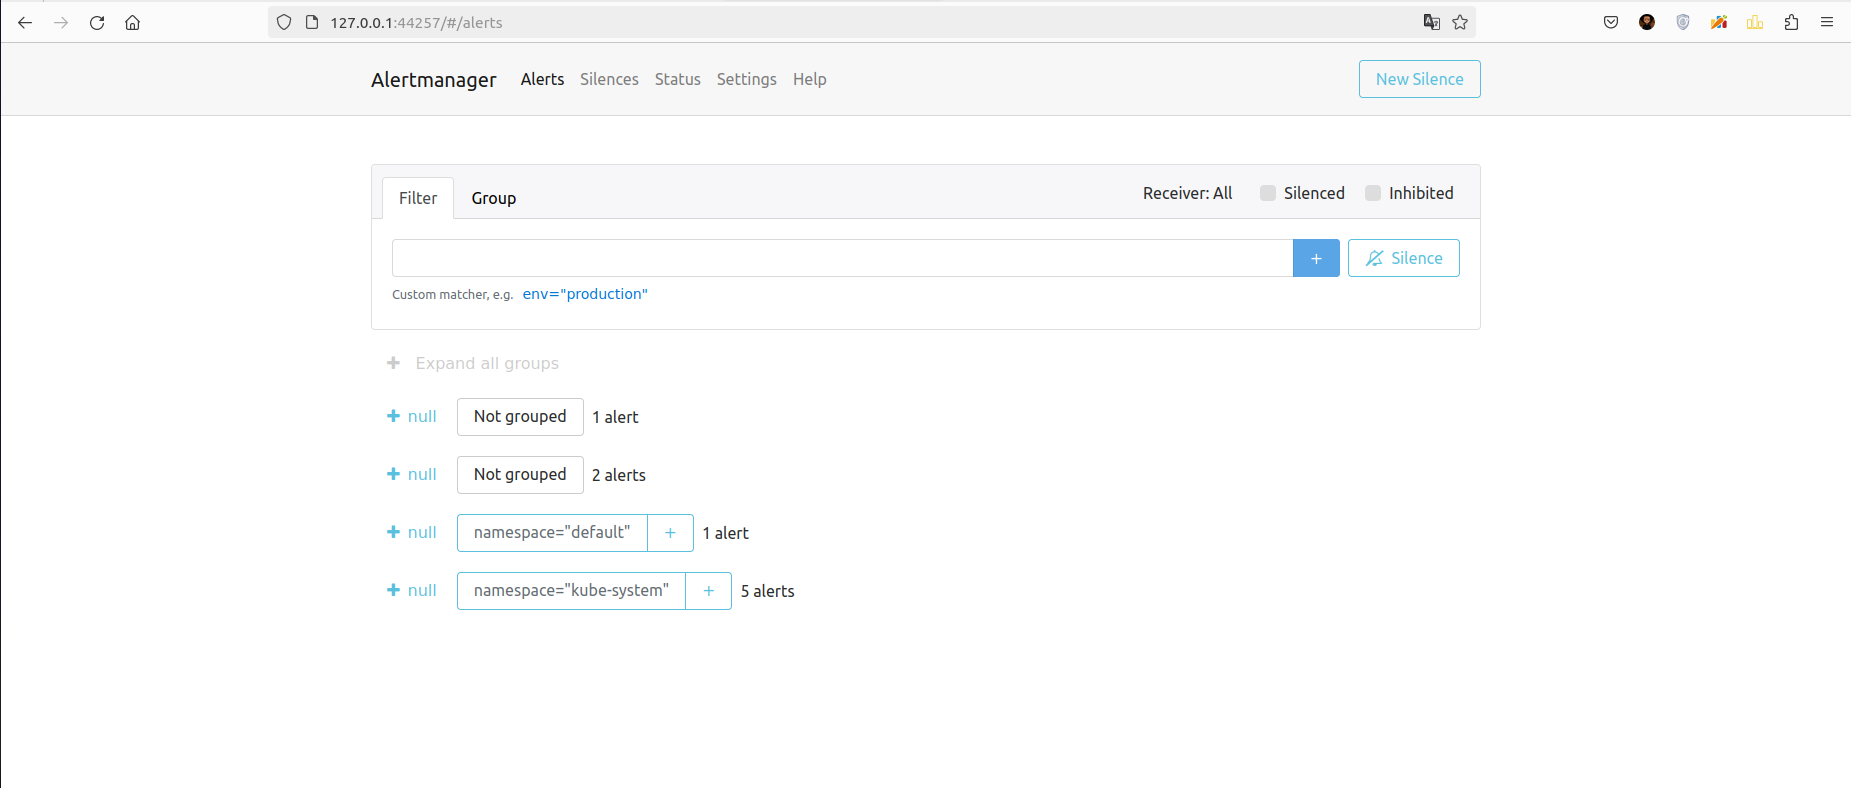 127.0.0.1:44257/#/alerts
Alertmanager Alerts Silences Status Settings Help New Silence
Filter Group Receiver: All Silenced Inhibited
+ Silence
Custom matcher, e.g. env="production"
+ Expand all groups
+ null Not grouped 1 alert
+ null Not grouped 2 alerts
+ null namespace="default" + 1 alert
+ null namespace="kube-system" + 5 alerts